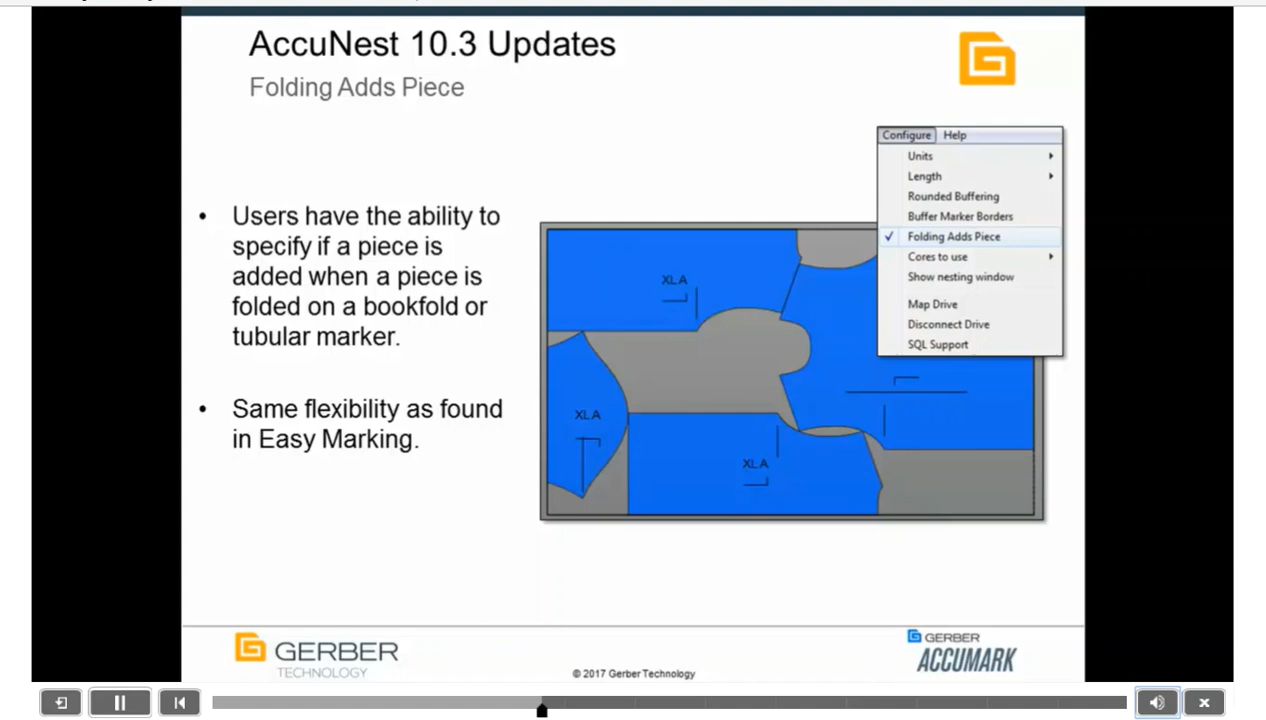 AccuNest 10.3 Updates
Folding Adds Piece
Configure Help
Units
Length
Rounded Buffering
Buffer Marker Borders
✓ Folding Adds Piece
Cores to use
Show nesting window
Map Drive
Disconnect Drive
SQL Support
• Users have the ability to
specify if a piece is
added when a piece is
folded on a bookfold or
tubular marker.
• Same flexibility as found
in Easy Marking.
XLA
XLA
XLA
GERBER
TECHNOLOGY
© 2017 Gerber Technology
GERBER
ACCUMARK